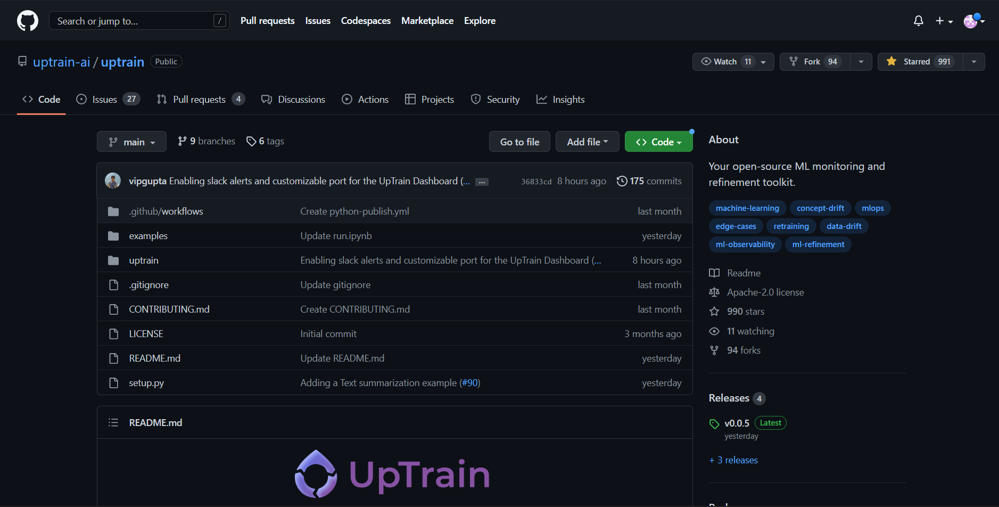 Search or jump to... /
Pull requests Issues Codespaces Marketplace Explore
uptrain-ai / uptrain Public
Watch 11 Fork 94 Starred 991
Code Issues 27 Pull requests 4 Discussions Actions Projects Security Insights
main 9 branches 6 tags Go to file Add file Code
vipgupta Enabling slack alerts and customizable port for the UpTrain Dashboard (... ... 36833cd 8 hours ago 175 commits
.github/workflows Create python-publish.yml last month
examples Update run.ipynb yesterday
uptrain Enabling slack alerts and customizable port for the UpTrain Dashboard (... 8 hours ago
.gitignore Update gitignore last month
CONTRIBUTING.md Create CONTRIBUTING.md last month
LICENSE Initial commit 3 months ago
README.md Update README.md yesterday
setup.py Adding a Text summarization example (#90) yesterday
README.md
UpTrain
About
Your open-source ML monitoring and
refinement toolkit.
machine-learning concept-drift mlops
edge-cases retraining data-drift
ml-observability ml-refinement
Readme
Apache-2.0 license
990 stars
11 watching
94 forks
Releases 4
v0.0.5 Latest
yesterday
+ 3 releases